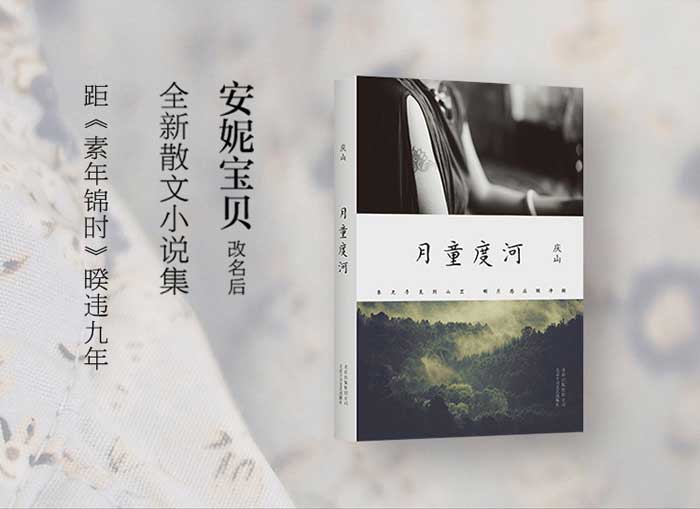 安妮宝贝 改名后
全新散文小说集
距《素年锦时》暌违九年
庆山
月童度河
月童度河
庆山